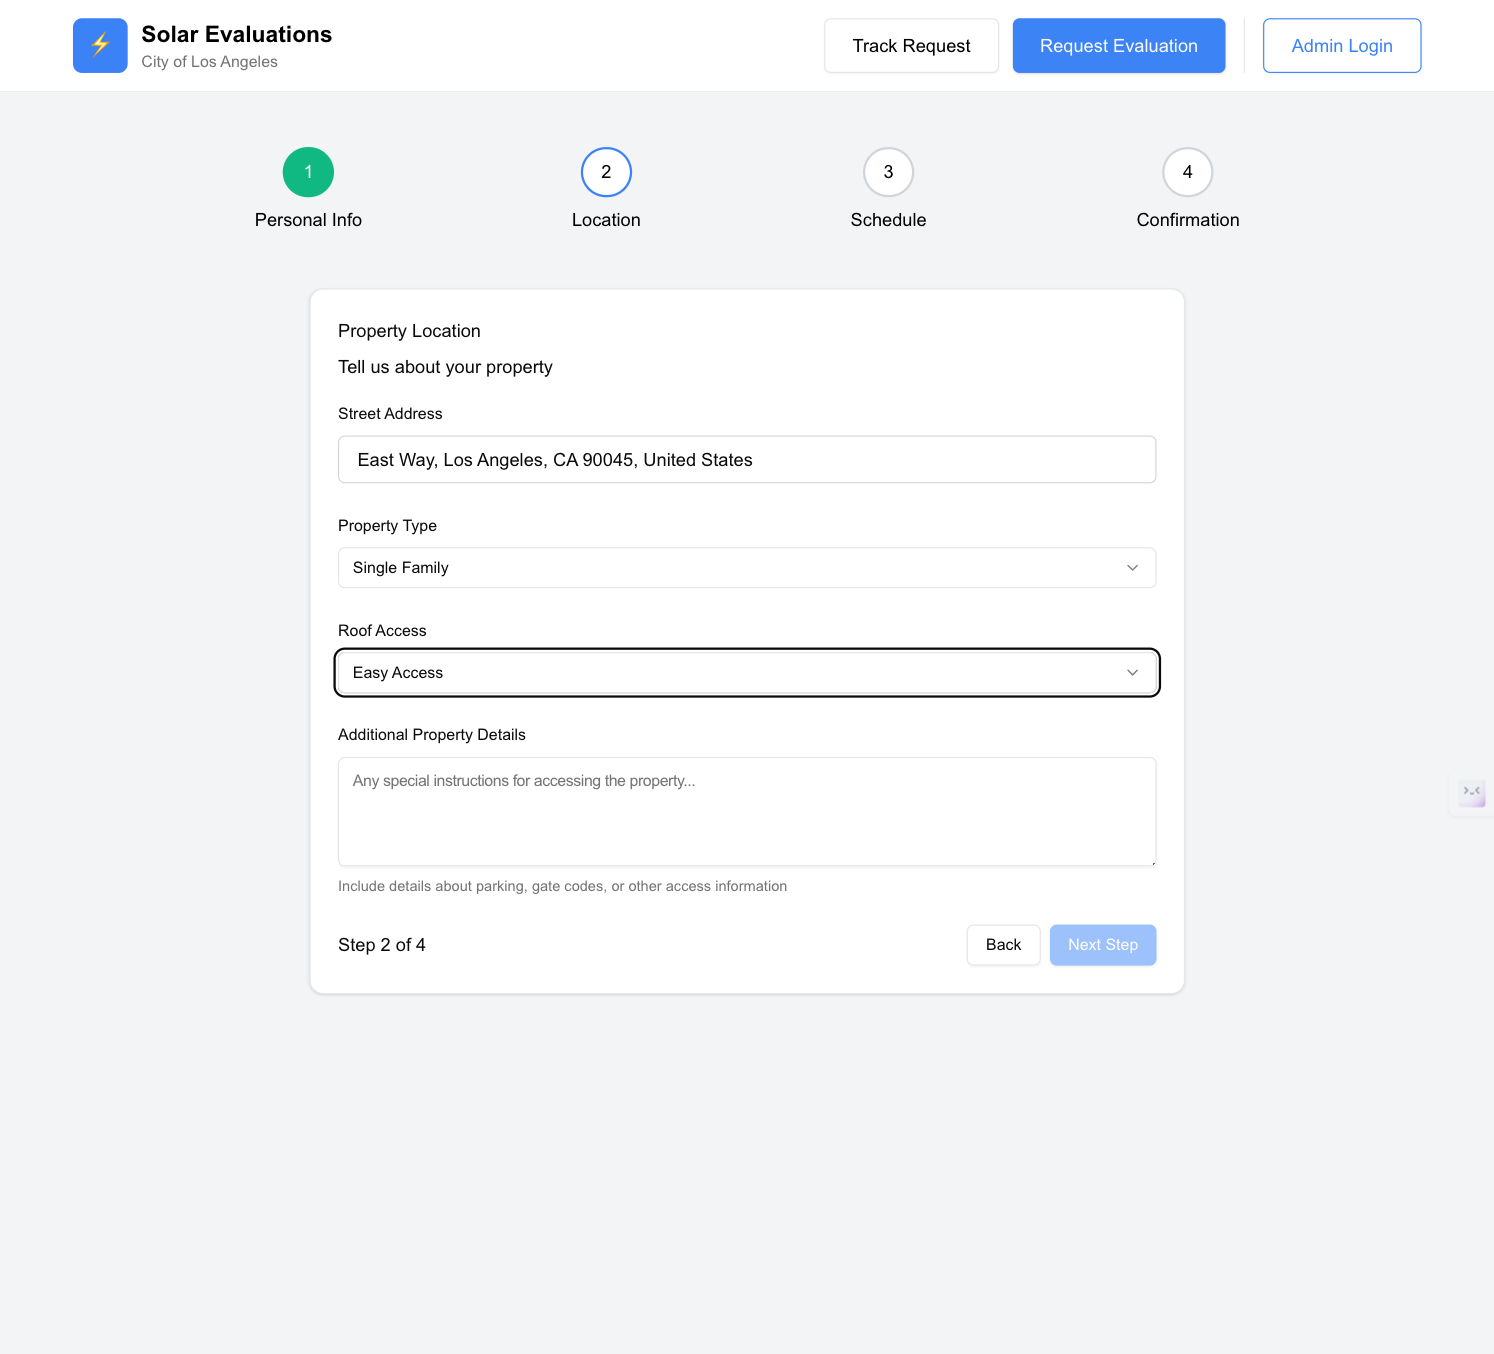 Solar Evaluations
City of Los Angeles
Track Request
Request Evaluation
Admin Login
1
Personal Info
2
Location
3
Schedule
4
Confirmation
Property Location
Tell us about your property
Street Address
East Way, Los Angeles, CA 90045, United States
Property Type
Single Family
Roof Access
Easy Access
Additional Property Details
Any special instructions for accessing the property...
Include details about parking, gate codes, or other access information
Step 2 of 4
Back
Next Step